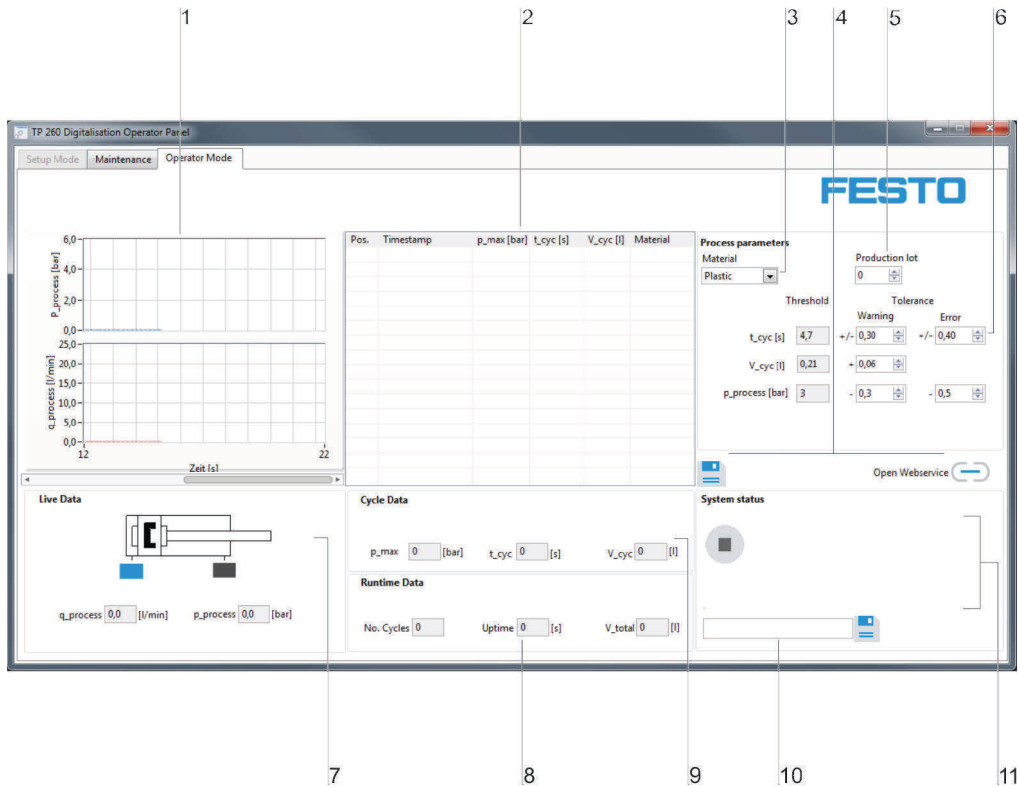 1 2 3 4 5 6
TP 260 Digitalisation Operator Panel
Setup Mode Maintenance Operator Mode
FESTO
6,0
4,0
2,0
0,0
P_process [bar]
25,0
20,0
15,0
10,0
5,0
0,0
q_process [l/min]
12 22
Zeit [s]
Pos. Timestamp p_max [bar] t_cyc [s] V_cyc [l] Material
Process parameters
Material Production lot
Plastic 0
Threshold Tolerance
Warning Error
t_cyc [s] 4,7 +/- 0,30 +/- 0,40
V_cyc [l] 0,21 + 0,06
p_process [bar] 3 - 0,3 - 0,5
Open Webservice
Live Data
q_process 0,0 [l/min] p_process 0,0 [bar]
Cycle Data
p_max 0 [bar] t_cyc 0 [s] V_cyc 0 [l]
Runtime Data
No. Cycles 0 Uptime 0 [s] V_total 0 [l]
System status
7 8 9 10 11